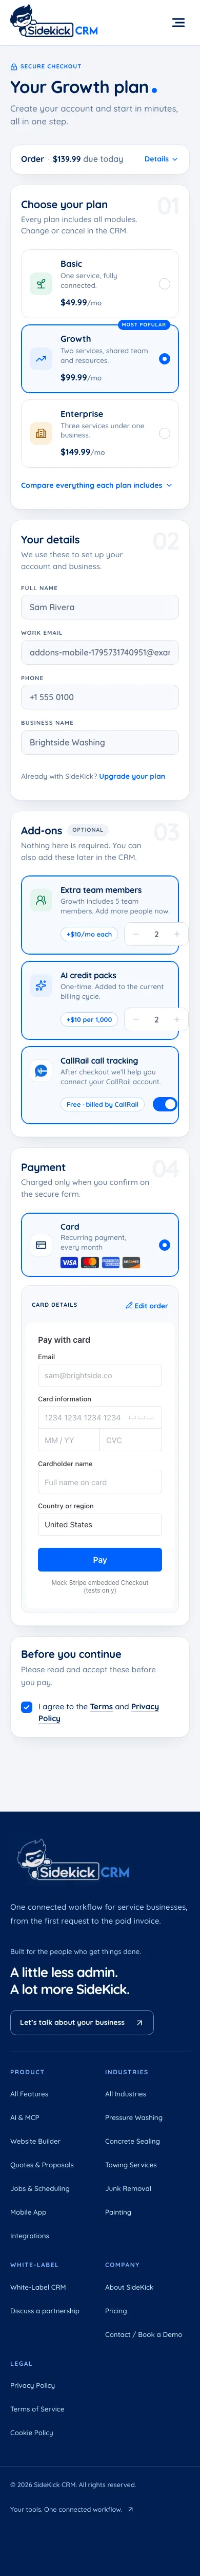 Sidekick CRM
SECURE CHECKOUT
Your Growth plan.
Create your account and start in minutes,
all in one step.
Order · $139.99 due today Details
Choose your plan 01
Every plan includes all modules.
Change or cancel in the CRM.
Basic
One service, fully
connected.
$49.99/mo
MOST POPULAR
Growth
Two services, shared team
and resources.
$99.99/mo
Enterprise
Three services under one
business.
$149.99/mo
Compare everything each plan includes
Your details 02
We use these to set up your
account and business.
FULL NAME
Sam Rivera
WORK EMAIL
addons-mobile-1795731740951@exam
PHONE
+1 555 0100
BUSINESS NAME
Brightside Washing
Already with SideKick? Upgrade your plan
Add-ons OPTIONAL 03
Nothing here is required. You can
also add these later in the CRM.
Extra team members
Growth includes 5 team
members. Add more people now.
+$10/mo each − 2 +
AI credit packs
One-time. Added to the current
billing cycle.
+$10 per 1,000 − 2 +
CallRail call tracking
After checkout we'll help you
connect your CallRail account.
Free · billed by CallRail
Payment 04
Charged only when you confirm on
the secure form.
Card
Recurring payment,
every month
VISA
CARD DETAILS Edit order
Pay with card
Email
sam@brightside.co
Card information
1234 1234 1234 1234
MM / YY CVC
Cardholder name
Full name on card
Country or region
United States
Pay
Mock Stripe embedded Checkout
(tests only)
Before you continue
Please read and accept these before
you pay.
I agree to the Terms and Privacy
Policy
Sidekick CRM
One connected workflow for service businesses,
from the first request to the paid invoice.
Built for the people who get things done.
A little less admin.
A lot more SideKick.
Let's talk about your business
PRODUCT
All Features
AI & MCP
Website Builder
Quotes & Proposals
Jobs & Scheduling
Mobile App
Integrations
INDUSTRIES
All Industries
Pressure Washing
Concrete Sealing
Towing Services
Junk Removal
Painting
WHITE-LABEL
White-Label CRM
Discuss a partnership
COMPANY
About SideKick
Pricing
Contact / Book a Demo
LEGAL
Privacy Policy
Terms of Service
Cookie Policy
© 2026 SideKick CRM. All rights reserved.
Your tools. One connected workflow.